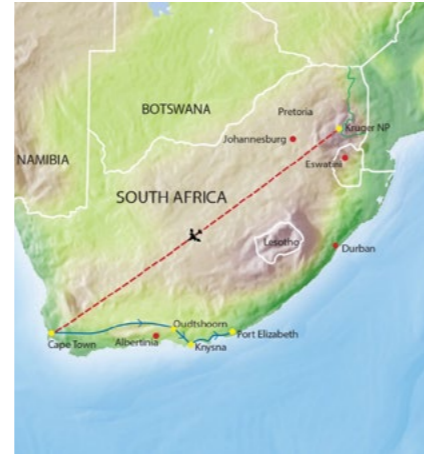 BOTSWANA
Pretoria
Kruger NP
Johannesburg
NAMIBIA
Eswatini
SOUTH AFRICA
Lesotho
Durban
Oudtshoorn
Port Elizabeth
Cape Town
Albertinia
Knysna